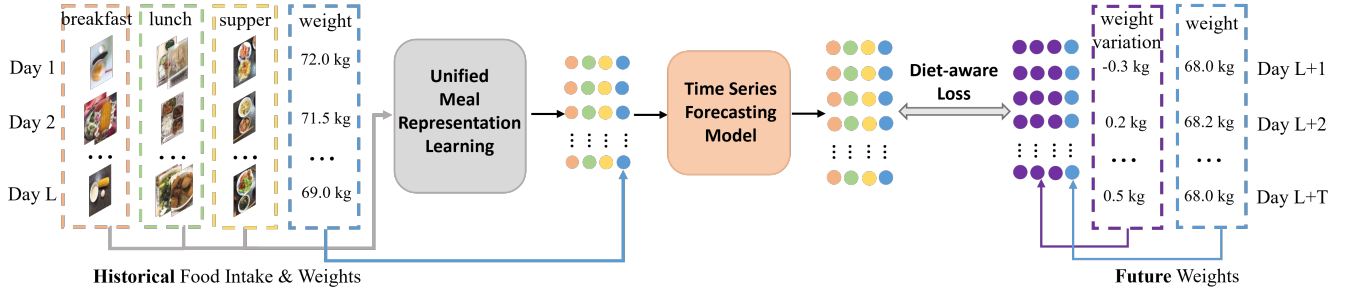 breakfast lunch supper weight
Day 1 72.0 kg
Day 2 71.5 kg
... ...
Day L 69.0 kg
Historical Food Intake & Weights
Unified
Meal
Representation
Learning
Time Series
Forecasting
Model
Diet-aware
Loss
weight
variation
weight
-0.3 kg 68.0 kg Day L+1
0.2 kg 68.2 kg Day L+2
... ...
0.5 kg 68.0 kg Day L+T
Future Weights